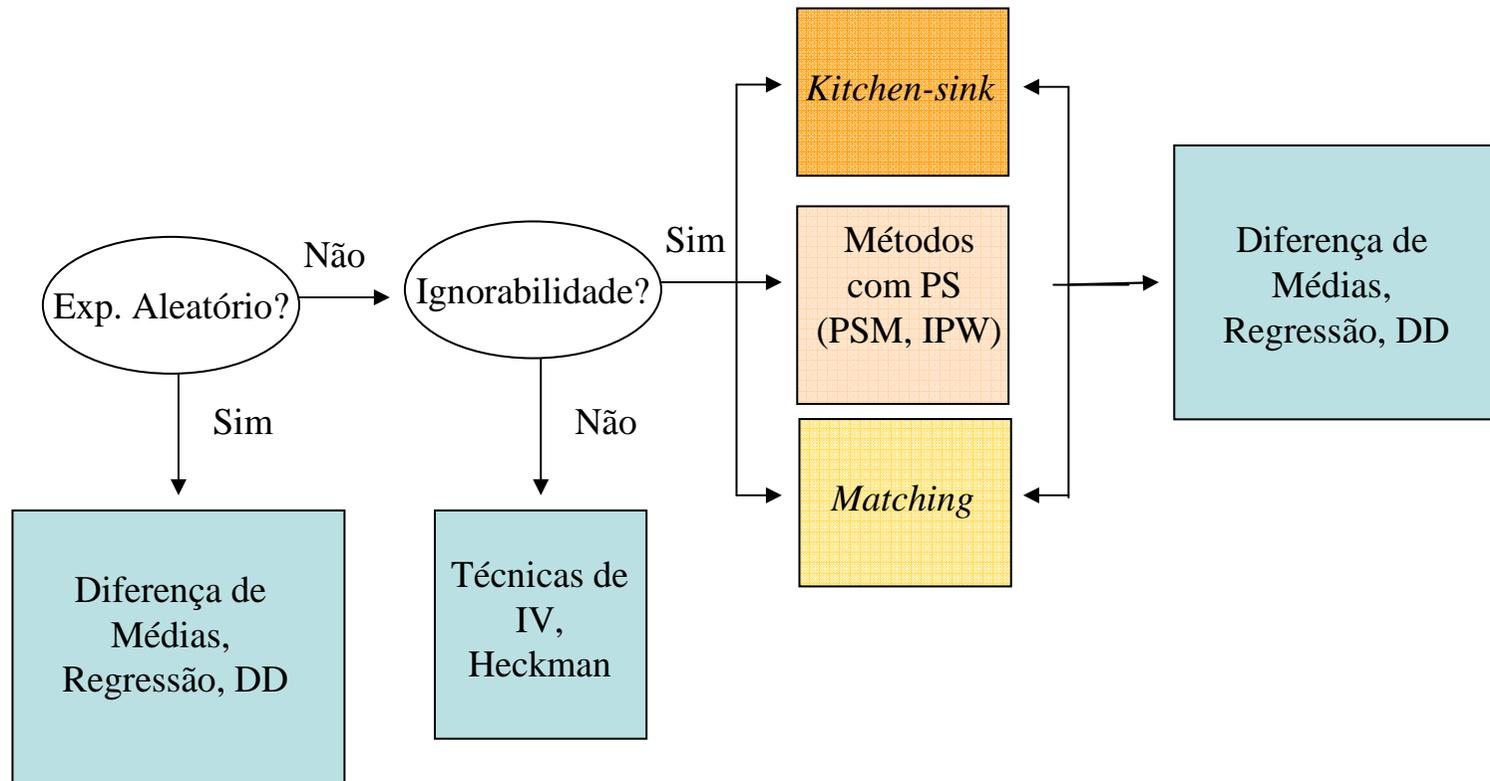 Exp. Aleatório?
Não
Sim
Diferença de
Médias,
Regressão, DD
Ignorabilidade?
Sim
Não
Técnicas de
IV,
Heckman
Kitchen-sink
Métodos
com PS
(PSM, IPW)
Matching
Diferença de
Médias,
Regressão, DD